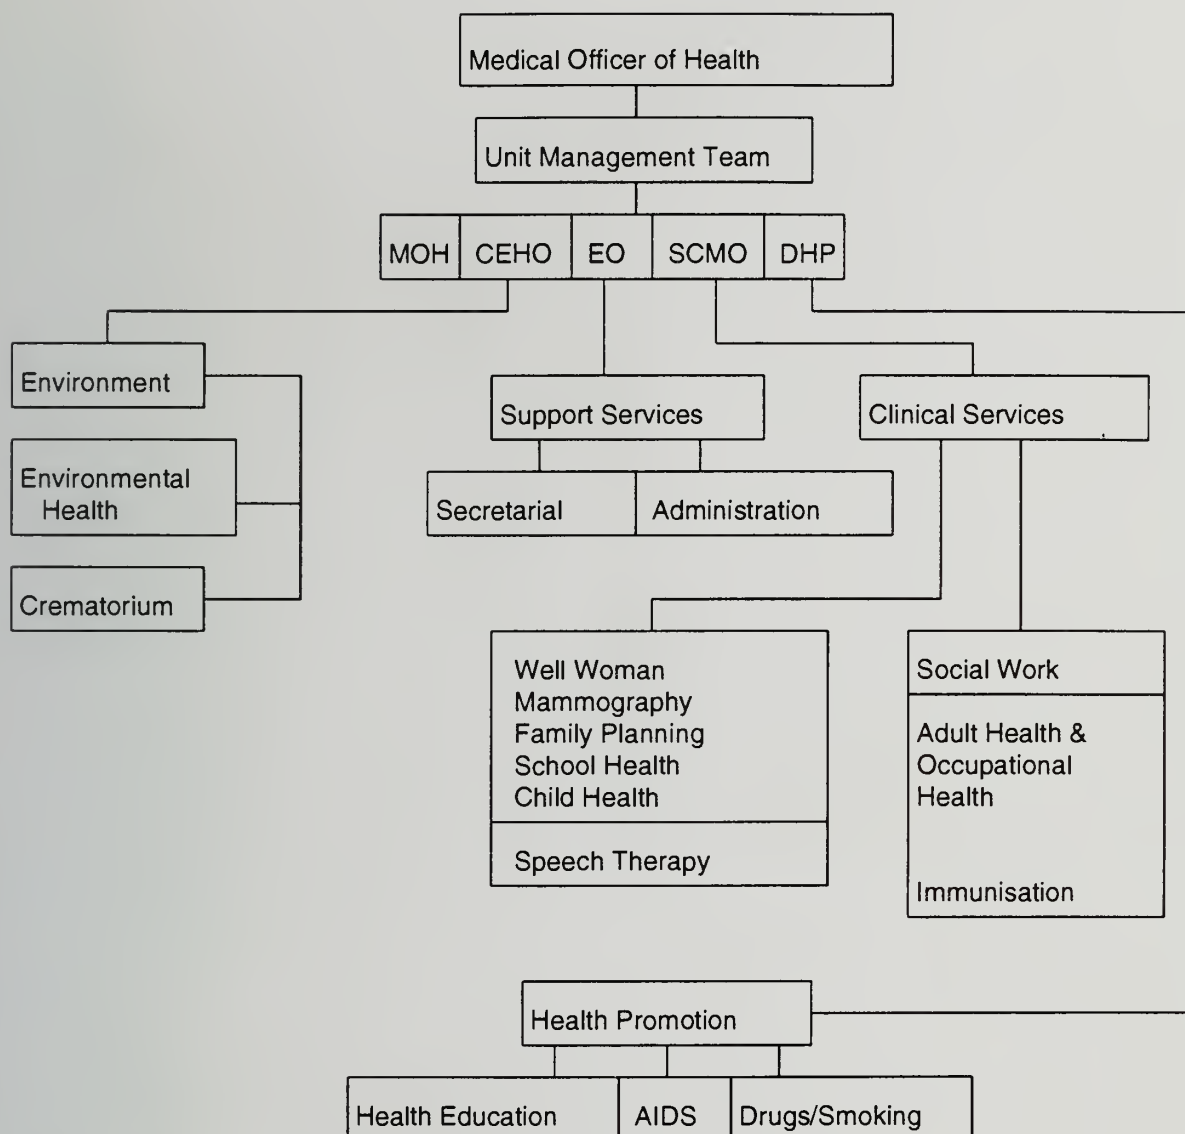 Medical Officer of Health
Unit Management Team
MOH CEHO EO SCMO DHP
Environment
Support Services
Clinical Services
Environmental
Health
Secretarial
Administration
Crematorium
Well Woman
Mammography
Family Planning
School Health
Child Health
Speech Therapy
Social Work
Adult Health &
Occupational
Health
Immunisation
Health Promotion
Health Education
AIDS
Drugs/Smoking